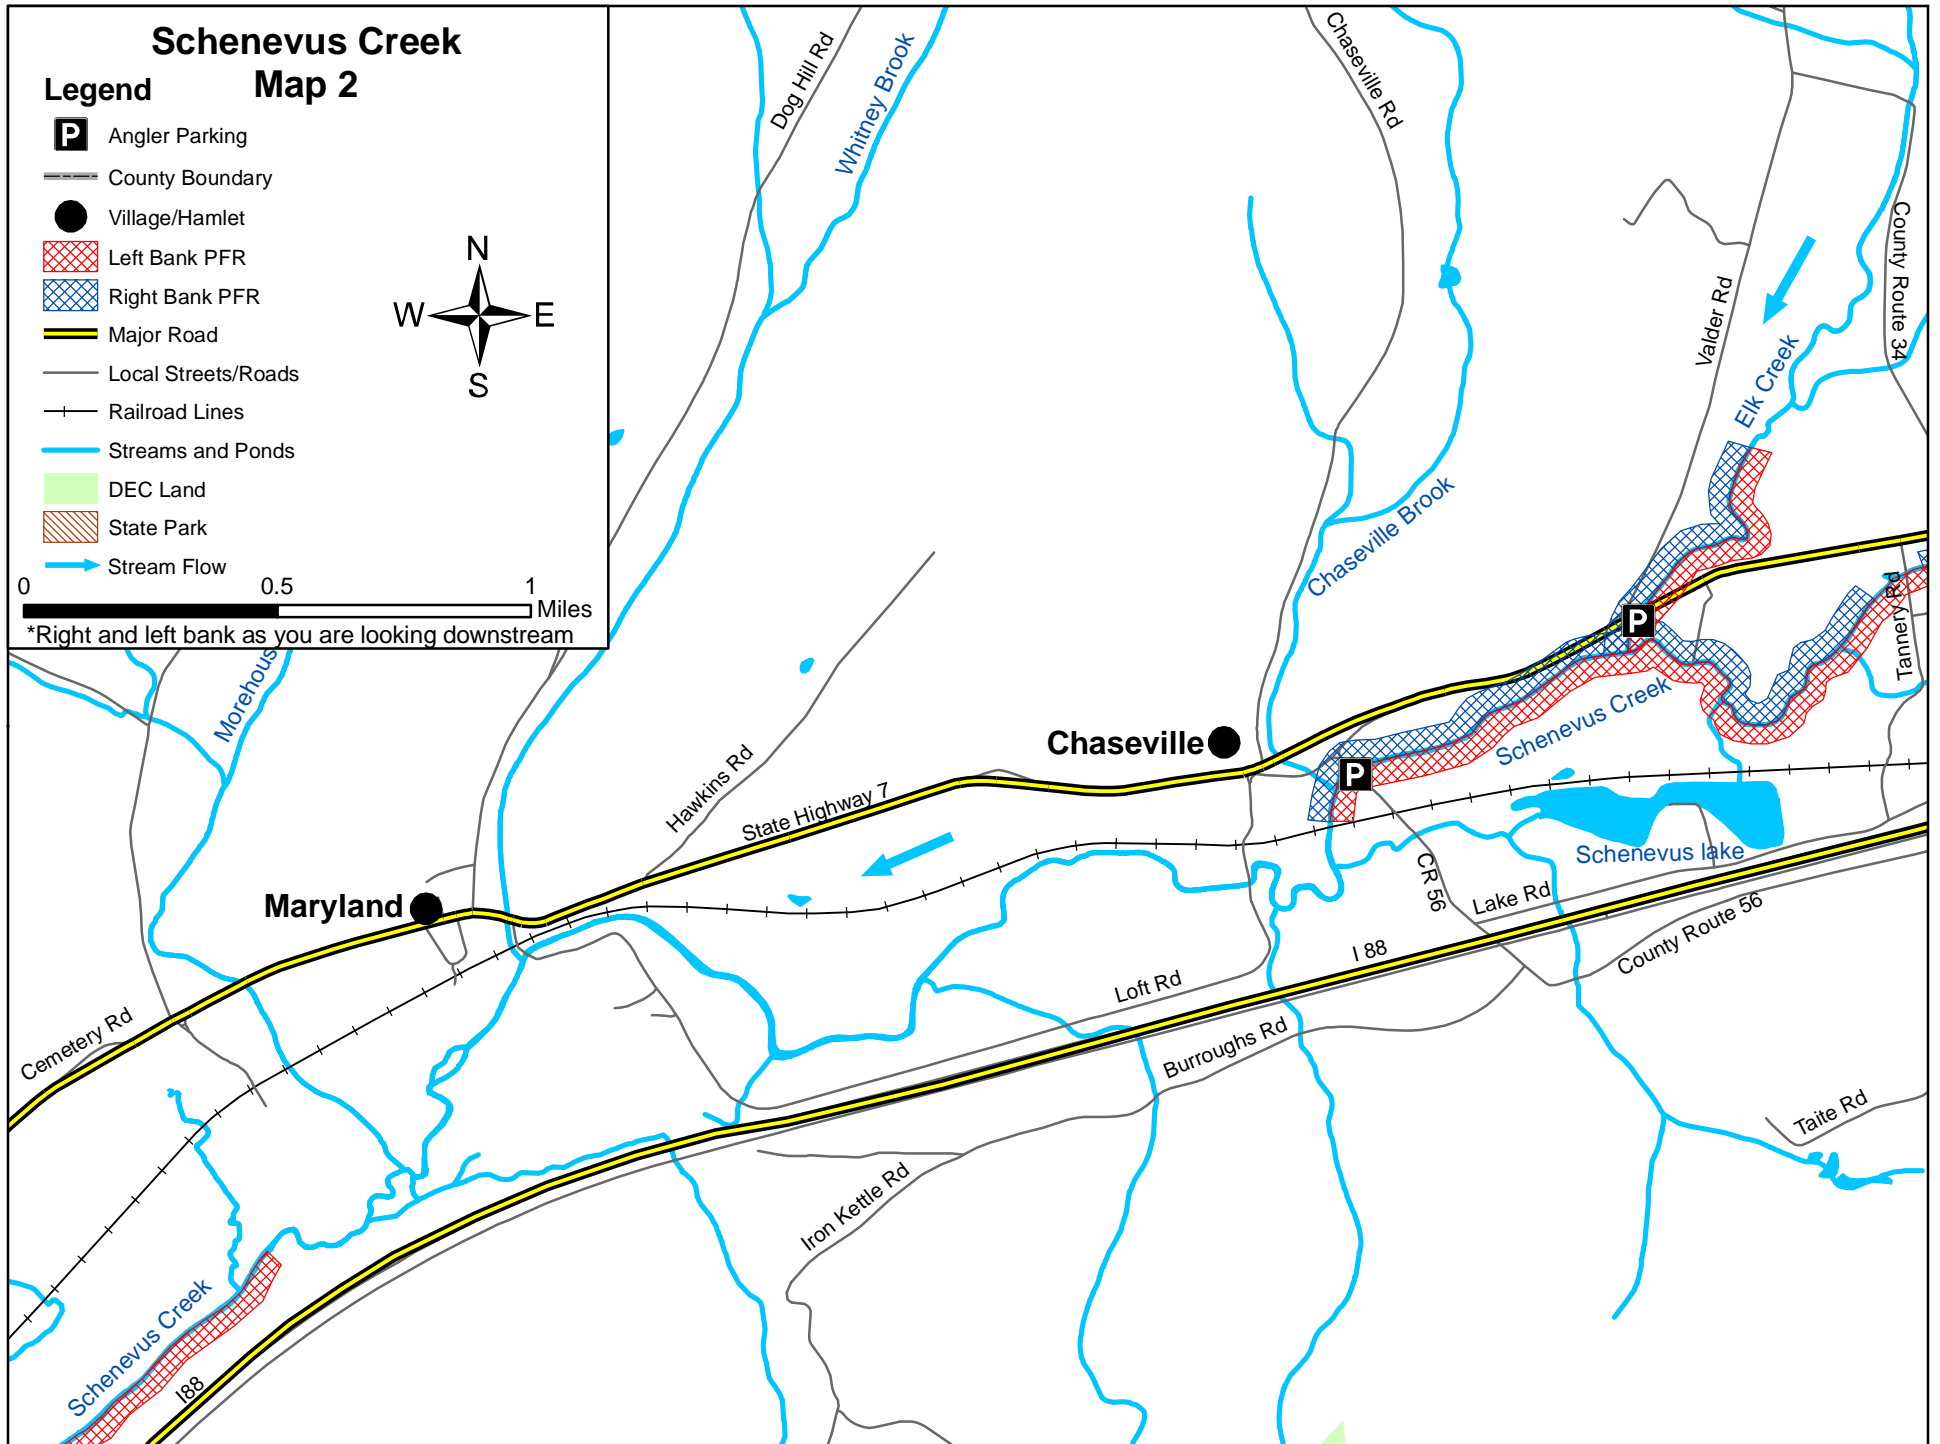 Schenevus Creek
Map 2
Legend
P Angler Parking
County Boundary
Village/Hamlet
Left Bank PFR
Right Bank PFR
Major Road
Local Streets/Roads
Railroad Lines
Streams and Ponds
DEC Land
State Park
Stream Flow
N
W E
S
0 0.5 1
Miles
*Right and left bank as you are looking downstream
Dog Hill Rd
Whitney Brook
Chaseville Rd
County Route 34
Valder Rd
Elk Creek
Chaseville Brook
Tannery Rd
P
Morehous
Schenevus Creek
Chaseville
P
Hawkins Rd
State Highway 7
Schenevus lake
CR 56
Lake Rd
Maryland
County Route 56
I 88
Loft Rd
Cemetery Rd
Burroughs Rd
Taite Rd
Iron Kettle Rd
Schenevus Creek
I88